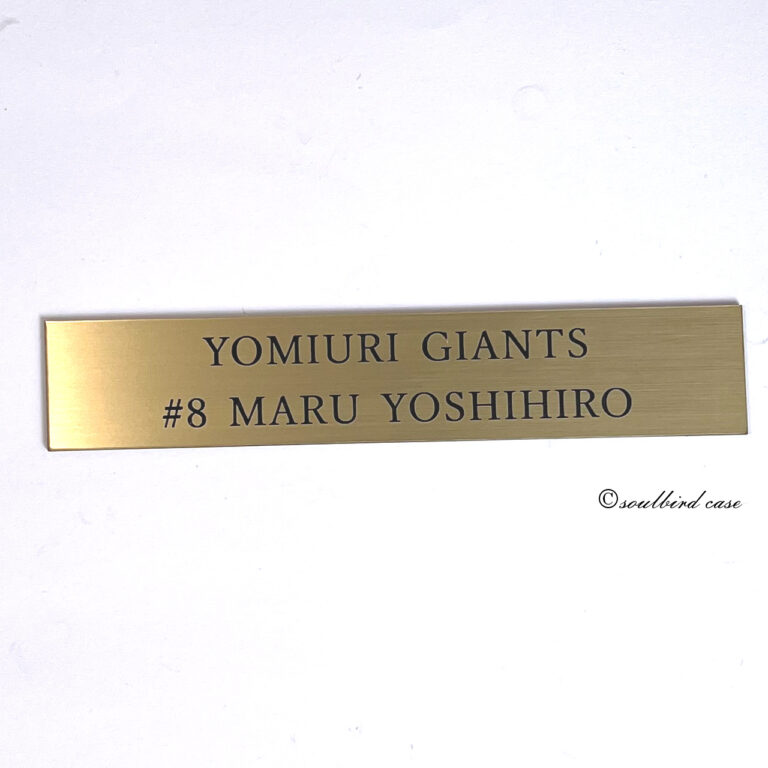 YOMIURI GIANTS
#8 MARU YOSHIHIRO
©soulbird case